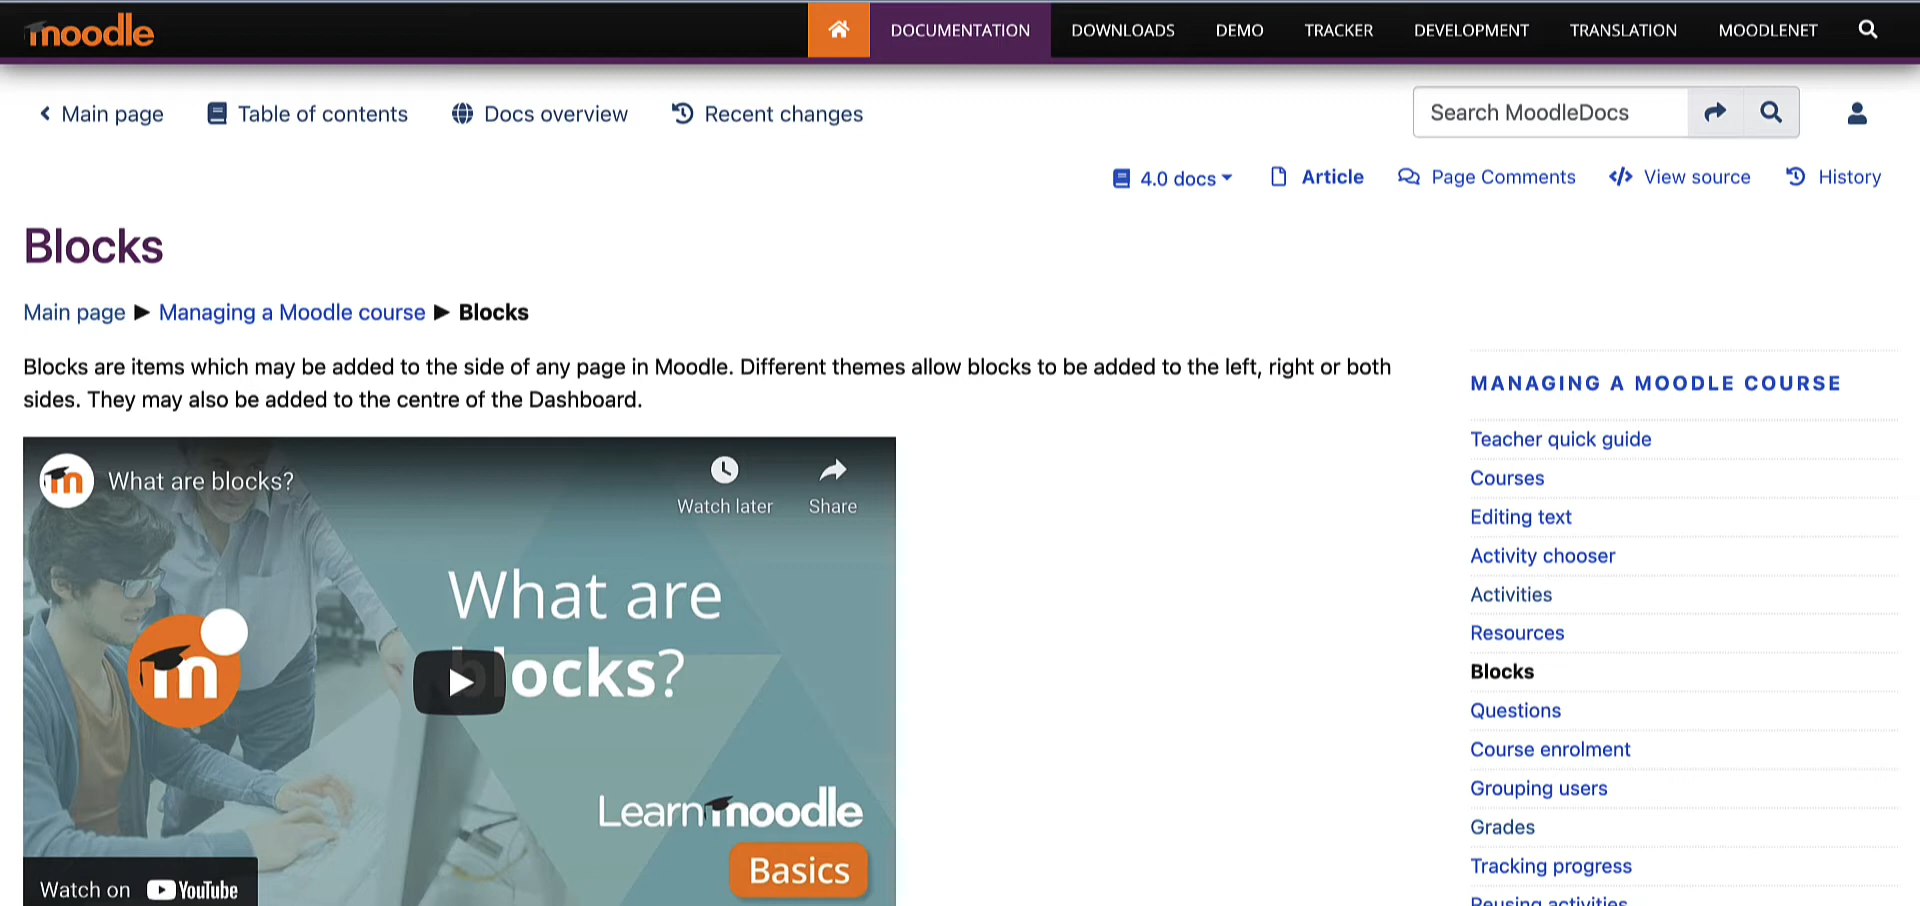 moodle
DOCUMENTATION
DOWNLOADS
DEMO
TRACKER
DEVELOPMENT
TRANSLATION
MOODLENET
Main page
Table of contents
Docs overview
Recent changes
Search MoodleDocs
4.0 docs
Article
Page Comments
View source
History
Blocks
Main page ► Managing a Moodle course ► Blocks
Blocks are items which may be added to the side of any page in Moodle. Different themes allow blocks to be added to the left, right or both
sides. They may also be added to the centre of the Dashboard.
m What are blocks?
Watch later
Share
What are
blocks?
m
Learn moodle
Basics
Watch on YouTube
MANAGING A MOODLE COURSE
Teacher quick guide
Courses
Editing text
Activity chooser
Activities
Resources
Blocks
Questions
Course enrolment
Grouping users
Grades
Tracking progress
Reusing activities